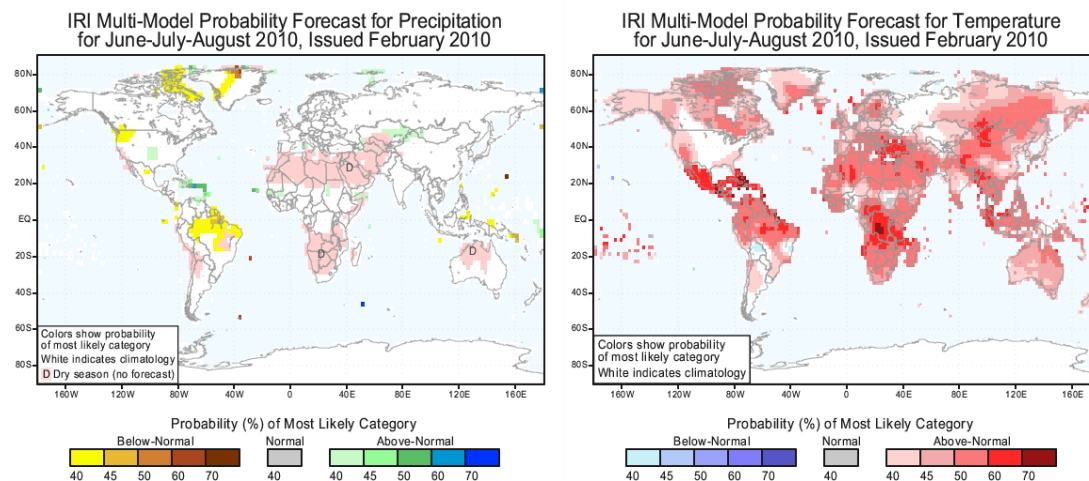 IRI Multi-Model Probability Forecast for Precipitation
for June-July-August 2010, Issued February 2010
80N
60N
40N
20N
EQ
20S
40S
60S
80S
D
D
D
Colors show probability
of most likely category
White indicates climatology
D Dry season (no forecast)
160W 120W 80W 40W 0 40E 80E 120E 160E
Probability (%) of Most Likely Category
Below-Normal Normal Above-Normal
40 45 50 60 70 40 40 45 50 60 70
IRI Multi-Model Probability Forecast for Temperature
for June-July-August 2010, Issued February 2010
80N
60N
40N
20N
EQ
20S
40S
60S
80S
Colors show probability
of most likely category
White indicates climatology
160W 120W 80W 40W 0 40E 80E 120E 160E
Probability (%) of Most Likely Category
Below-Normal Normal Above-Normal
40 45 50 60 70 40 40 45 50 60 70